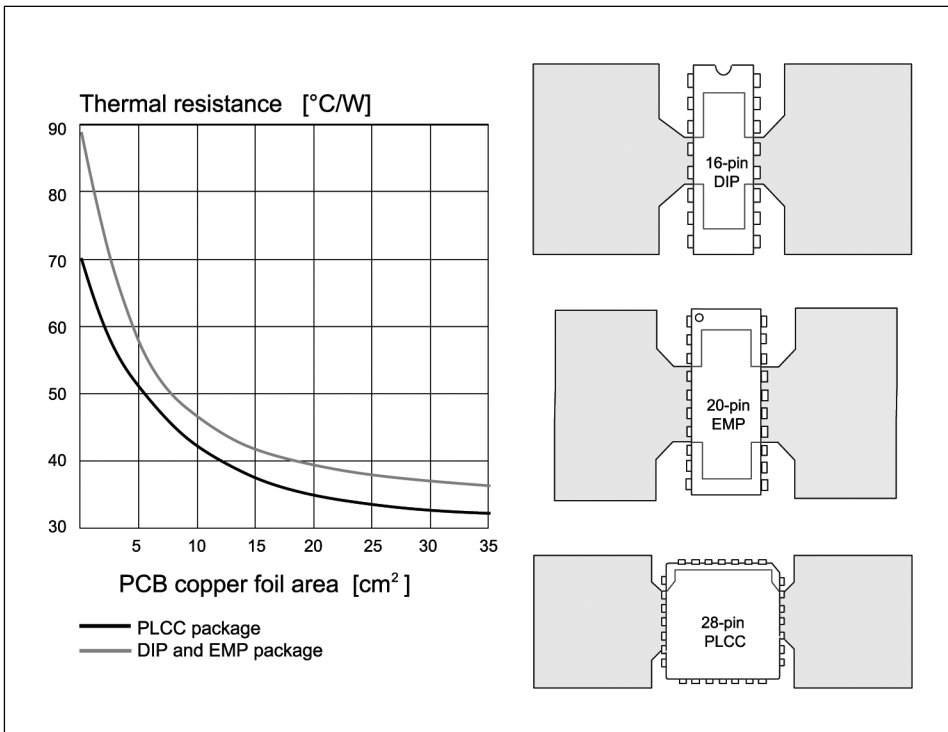 Thermal resistance [°C/W]
90
80
70
60
50
40
30
5 10 15 20 25 30 35
PCB copper foil area [cm²]
PLCC package
DIP and EMP package
16-pin
DIP
20-pin
EMP
28-pin
PLCC